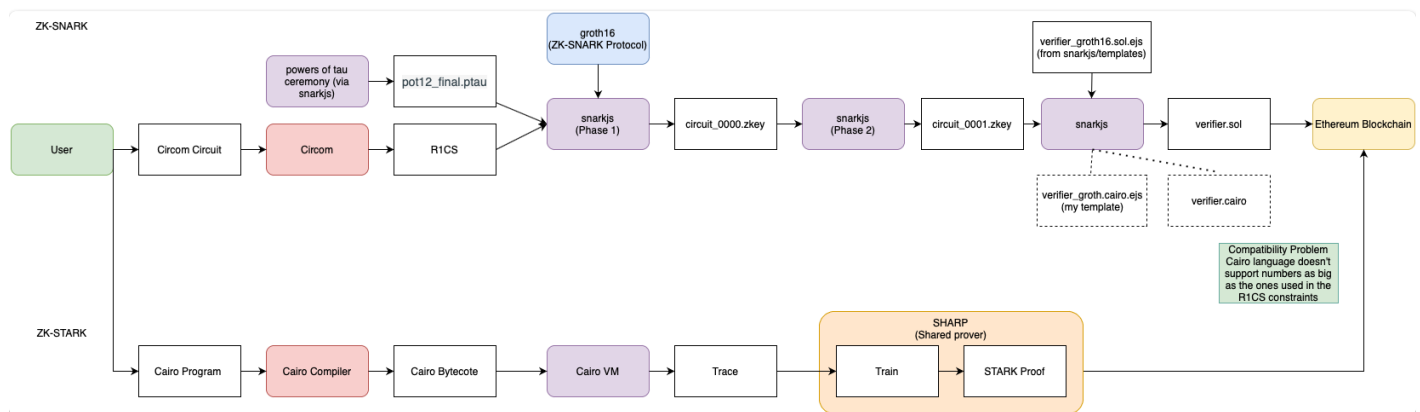 ZK-SNARK
groth16
(ZK-SNARK Protocol)
verifier_groth16.sol.ejs
(from snarkjs/templates)
powers of tau
ceremony (via
snarkjs)
pot12_final.ptau
User
Circom Circuit
Circom
R1CS
snarkjs
(Phase 1)
circuit_0000.zkey
snarkjs
(Phase 2)
circuit_0001.zkey
snarkjs
verifier.sol
Ethereum Blockchain
verifier_groth.cairo.ejs
(my template)
verifier.cairo
Compatibility Problem
Cairo language doesn't
support numbers as big
as the ones used in the
R1CS constraints
ZK-STARK
SHARP
(Shared prover)
Cairo Program
Cairo Compiler
Cairo Bytecote
Cairo VM
Trace
Train
STARK Proof